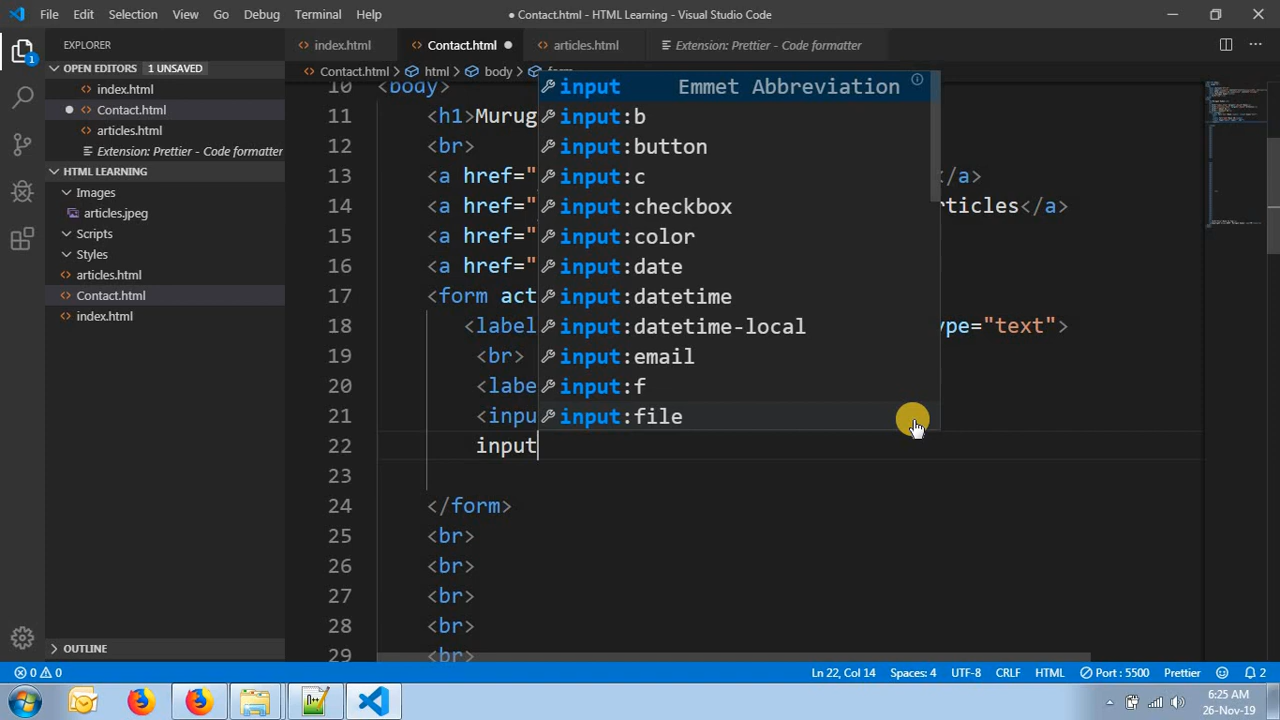 File Edit Selection View Go Debug Terminal Help
● Contact.html - HTML Learning - Visual Studio Code
EXPLORER
index.html
Contact.html
articles.html
Extension: Prettier - Code formatter
1
OPEN EDITORS 1 UNSAVED
index.html
Contact.html
articles.html
Extension: Prettier - Code formatter
HTML LEARNING
Images
articles.jpeg
Scripts
Styles
articles.html
Contact.html
index.html
OUTLINE
Contact.html > html > body > form
10 <body>
11 <h1>Murug
12 <br>
13 <a href=" </a>
14 <a href=" rticles</a>
15 <a href="
16 <a href="
17 <form act
18 <label ype="text">
19 <br>
20 <labe
21 <inpu
22 input
23
24 </form>
25 <br>
26 <br>
27 <br>
28 <br>
29 <br>
input Emmet Abbreviation
input:b
input:button
input:c
input:checkbox
input:color
input:date
input:datetime
input:datetime-local
input:email
input:f
input:file
0 0
Ln 22, Col 14 Spaces: 4 UTF-8 CRLF HTML Port : 5500 Prettier 2
6:25 AM
26-Nov-19